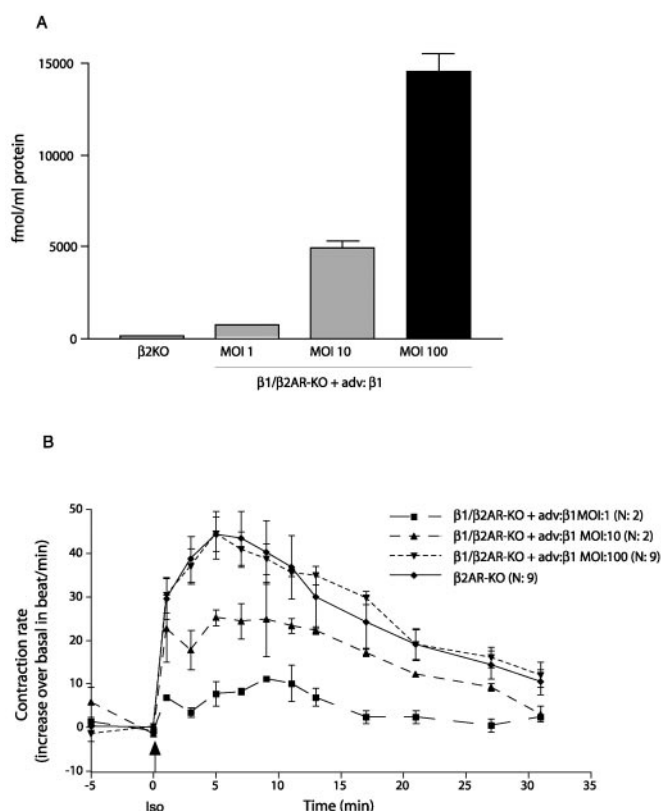 A
15000
10000
5000
0
fmol/ml protein
β2KO
MOI 1
MOI 10
MOI 100
β1/β2AR-KO + adv: β1
B
50
40
30
20
10
0
-10
Contraction rate
(increase over basal in beat/min)
β1/β2AR-KO + adv:β1MOI:1 (N: 2)
β1/β2AR-KO + adv:β1 MOI:10 (N: 2)
β1/β2AR-KO + adv:β1 MOI:100 (N: 9)
β2AR-KO (N: 9)
-5
0
5
10
15
20
25
30
35
Iso
Time (min)